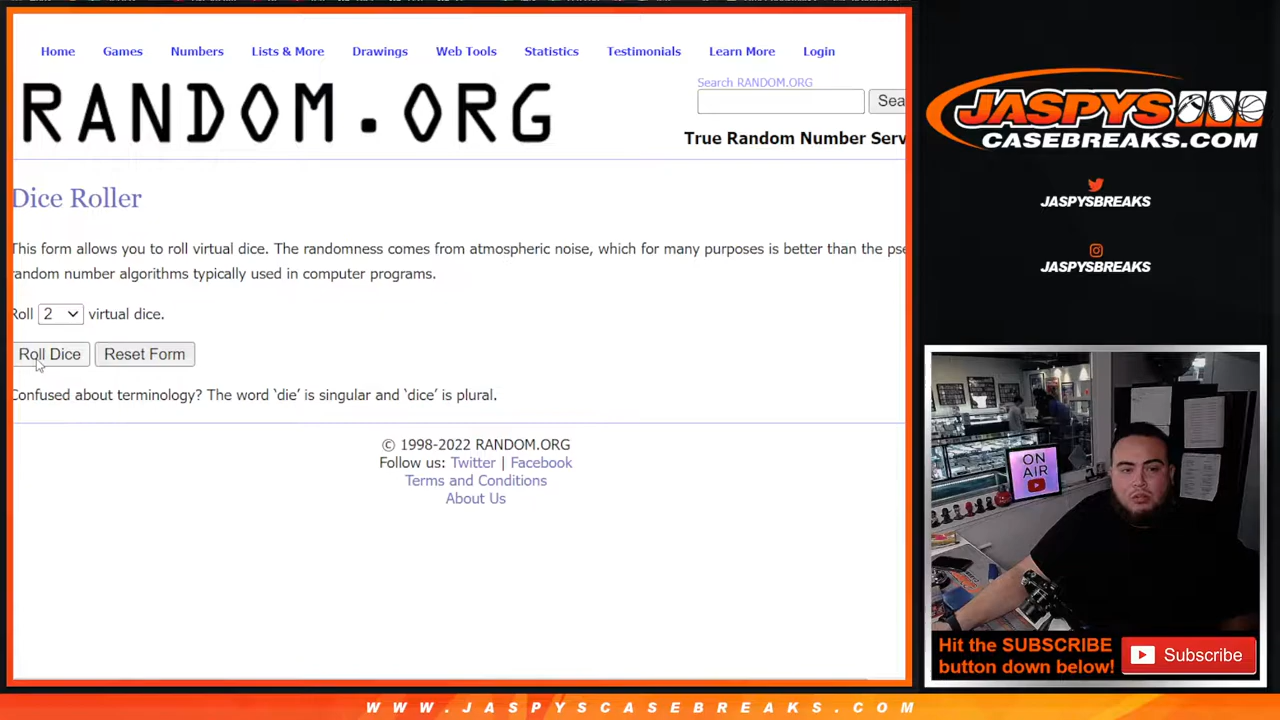 Home Games Numbers Lists & More Drawings Web Tools Statistics Testimonials Learn More Login
Search RANDOM.ORG
RANDOM.ORG
Sea
True Random Number Serv
Dice Roller
This form allows you to roll virtual dice. The randomness comes from atmospheric noise, which for many purposes is better than the pse
random number algorithms typically used in computer programs.
Roll 2 virtual dice.
Roll Dice Reset Form
Confused about terminology? The word ‘die’ is singular and ‘dice’ is plural.
© 1998-2022 RANDOM.ORG
Follow us: Twitter | Facebook
Terms and Conditions
About Us
JASPYS
CASEBREAKS.COM
JASPYSBREAKS
JASPYSBREAKS
ON
AIR
Hit the SUBSCRIBE
button down below!
Subscribe
WWW.JASPYSCASEBREAKS.COM